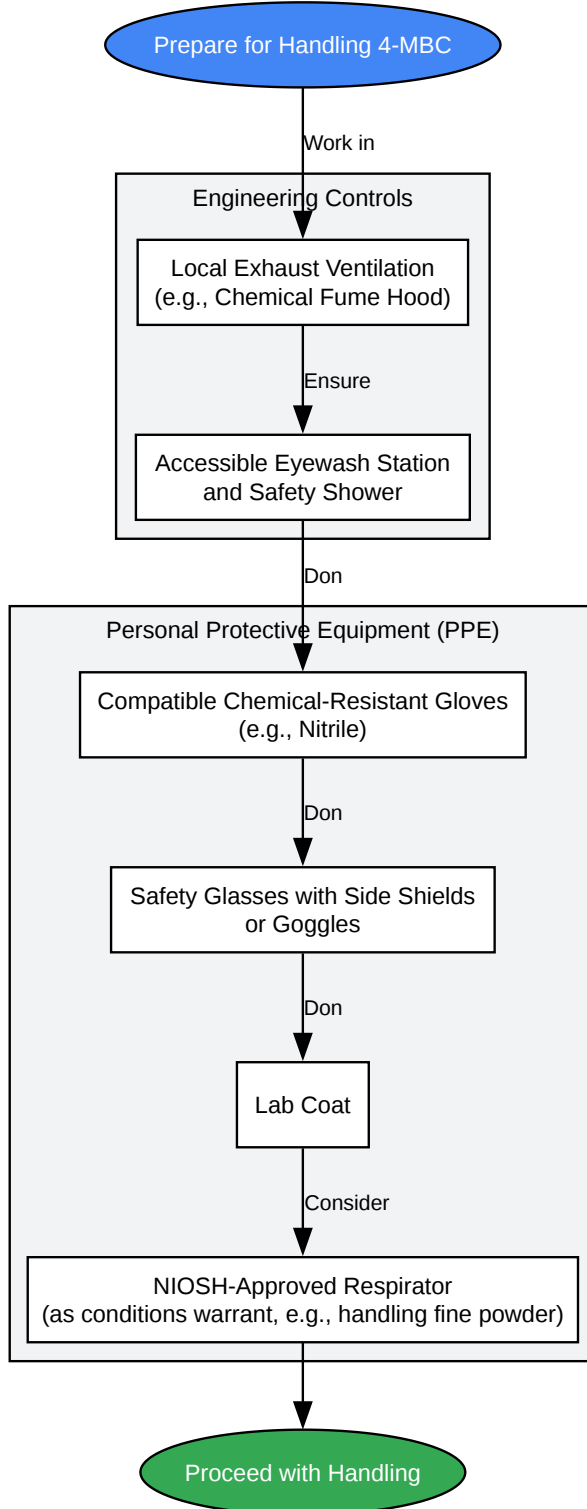 Prepare for Handling 4-MBC
Work in
Engineering Controls
Local Exhaust Ventilation
(e.g., Chemical Fume Hood)
Ensure
Accessible Eyewash Station
and Safety Shower
Don
Personal Protective Equipment (PPE)
Compatible Chemical-Resistant Gloves
(e.g., Nitrile)
Don
Safety Glasses with Side Shields
or Goggles
Don
Lab Coat
Consider
NIOSH-Approved Respirator
(as conditions warrant, e.g., handling fine powder)
Proceed with Handling